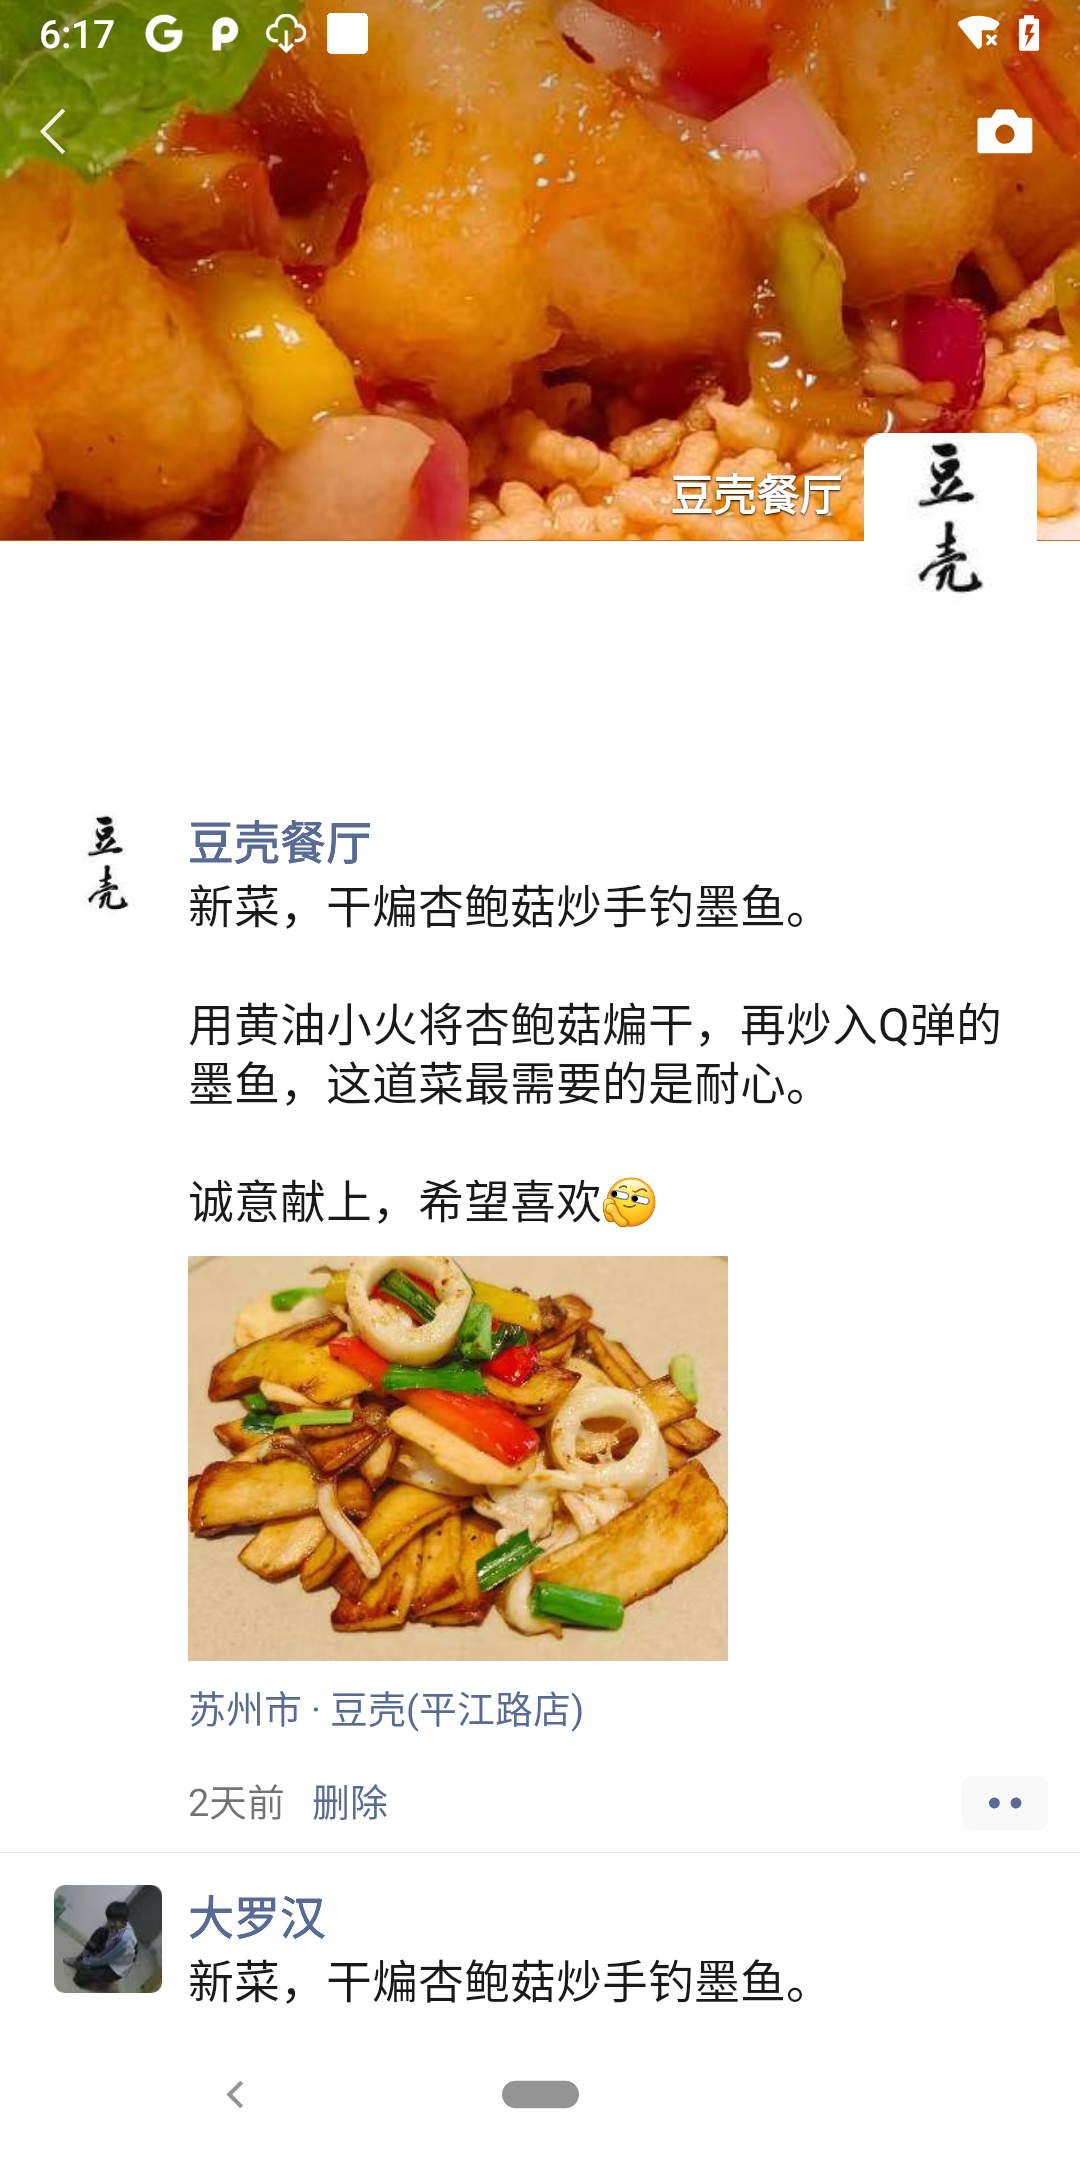 6:17
豆壳餐厅
豆
壳
豆
壳
豆壳餐厅
新菜，干煸杏鲍菇炒手钓墨鱼。
用黄油小火将杏鲍菇煸干，再炒入Q弹的
墨鱼，这道菜最需要的是耐心。
诚意献上，希望喜欢
苏州市 · 豆壳(平江路店)
2天前 删除
大罗汉
新菜，干煸杏鲍菇炒手钓墨鱼。